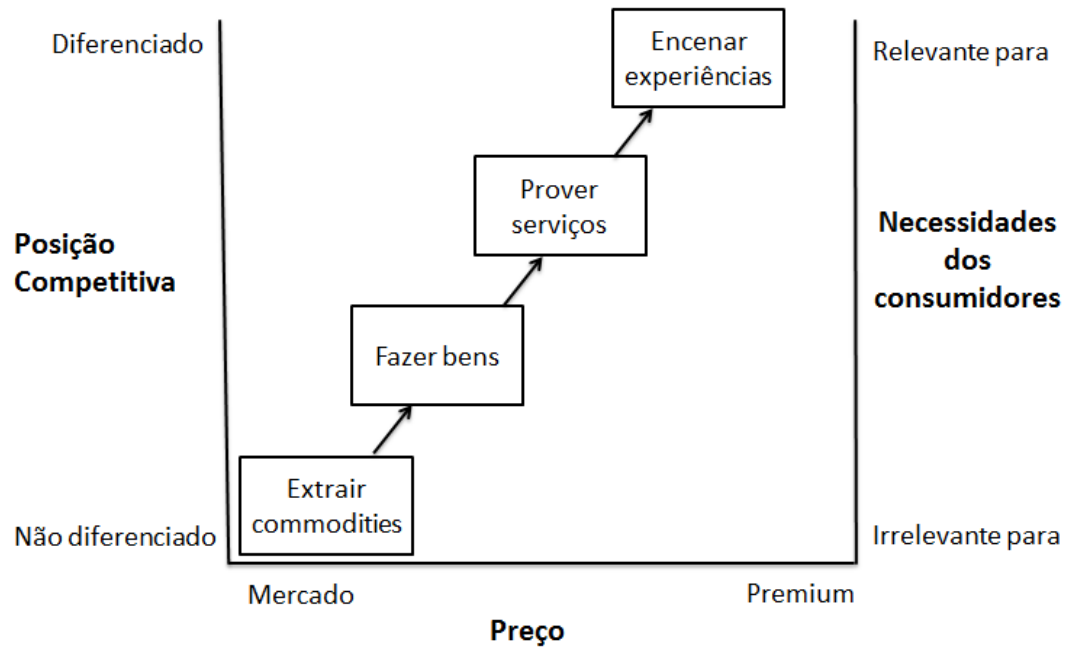 Diferenciado
Encenar
experiências
Relevante para
Prover
serviços
Posição
Competitiva
Necessidades
dos
consumidores
Fazer bens
Extrair
commodities
Não diferenciado
Irrelevante para
Mercado
Premium
Preço